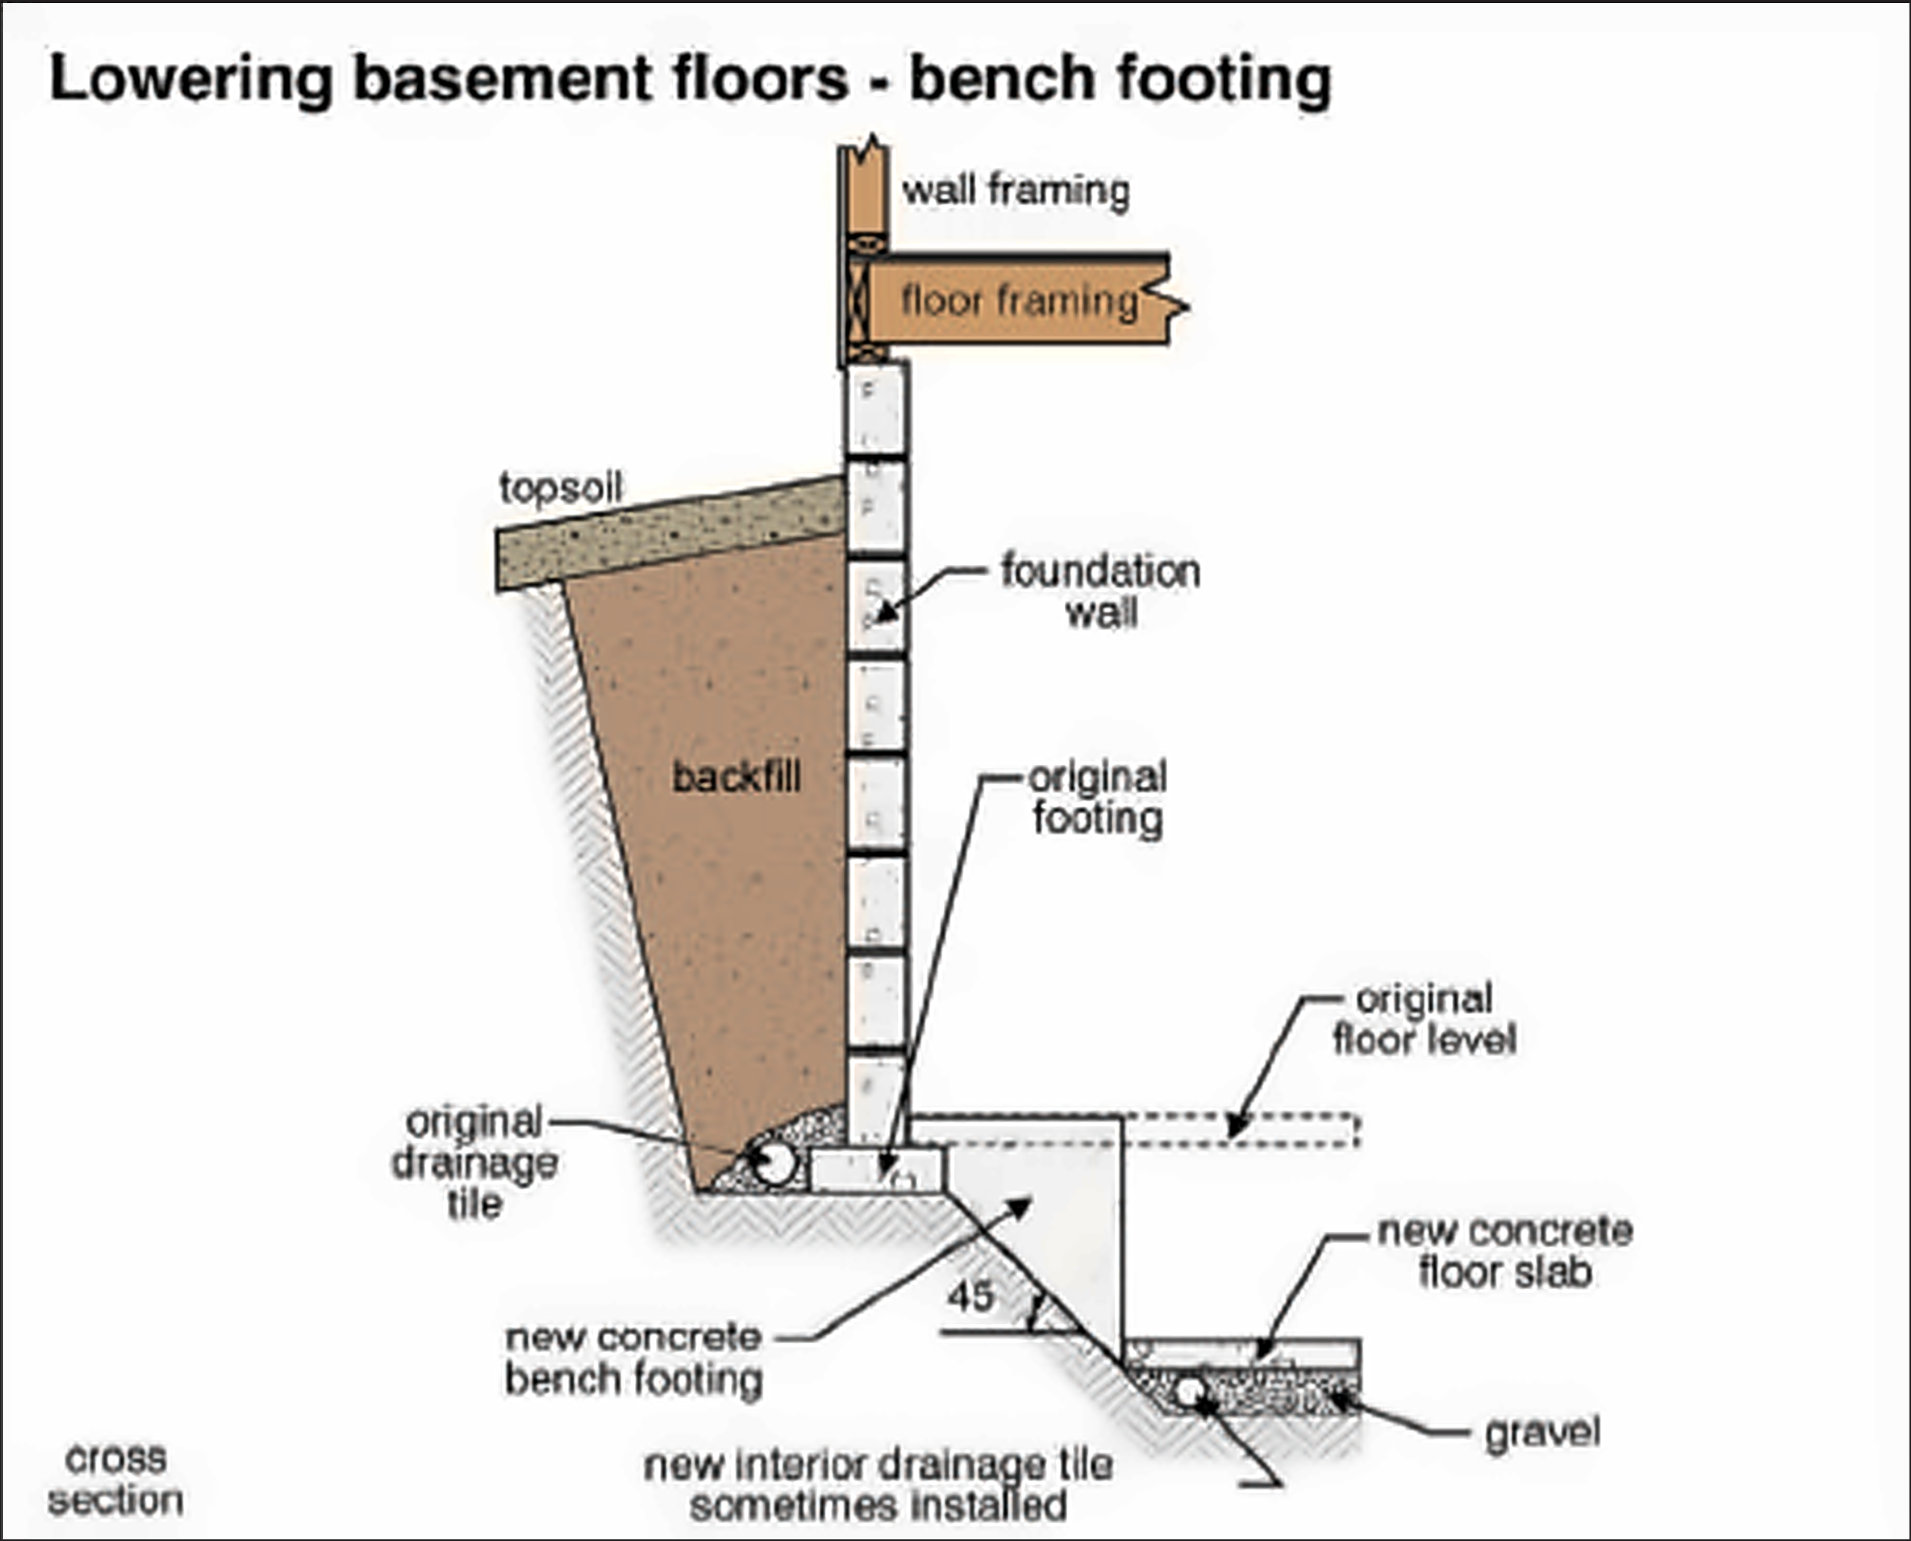 Lowering basement floors - bench footing
wall framing
floor framing
topsoil
foundation
wall
backfill
original
footing
original
floor level
original
drainage
tile
new concrete
floor slab
45
new concrete
bench footing
gravel
new interior drainage tile
sometimes installed
cross
section